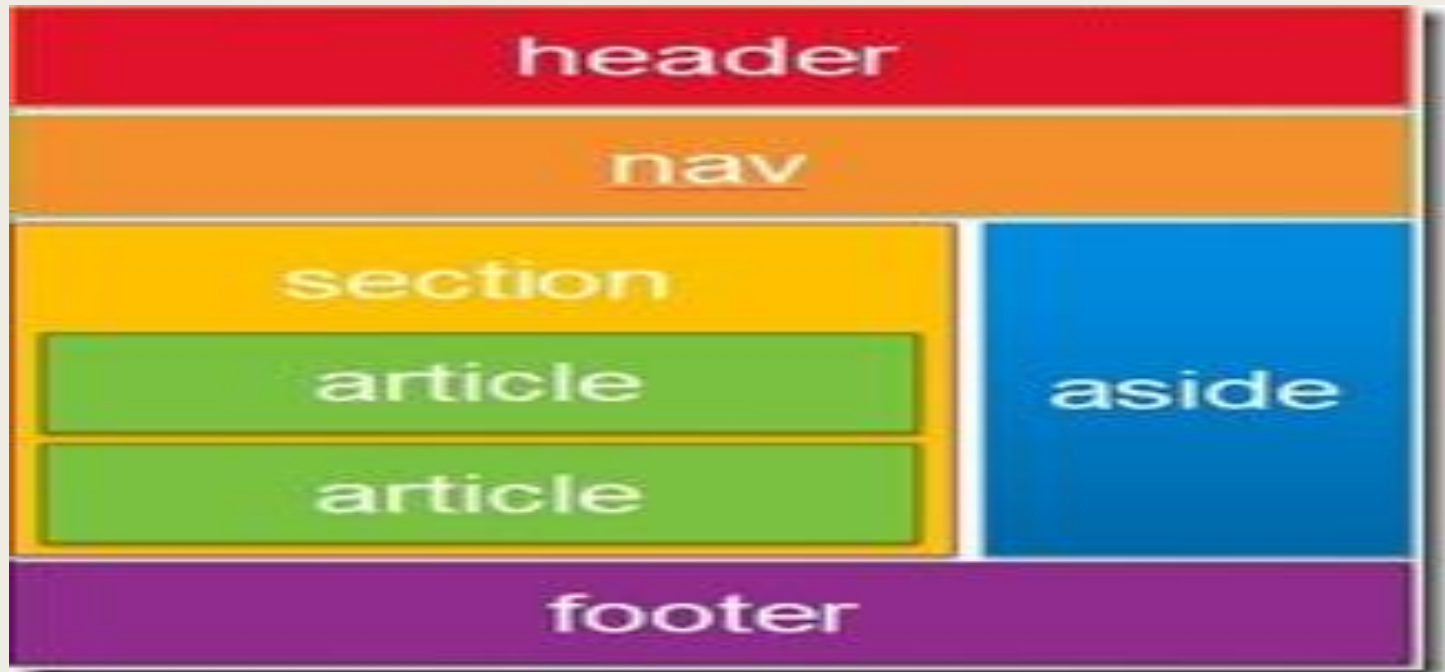 header
nav
section
article
article
aside
footer